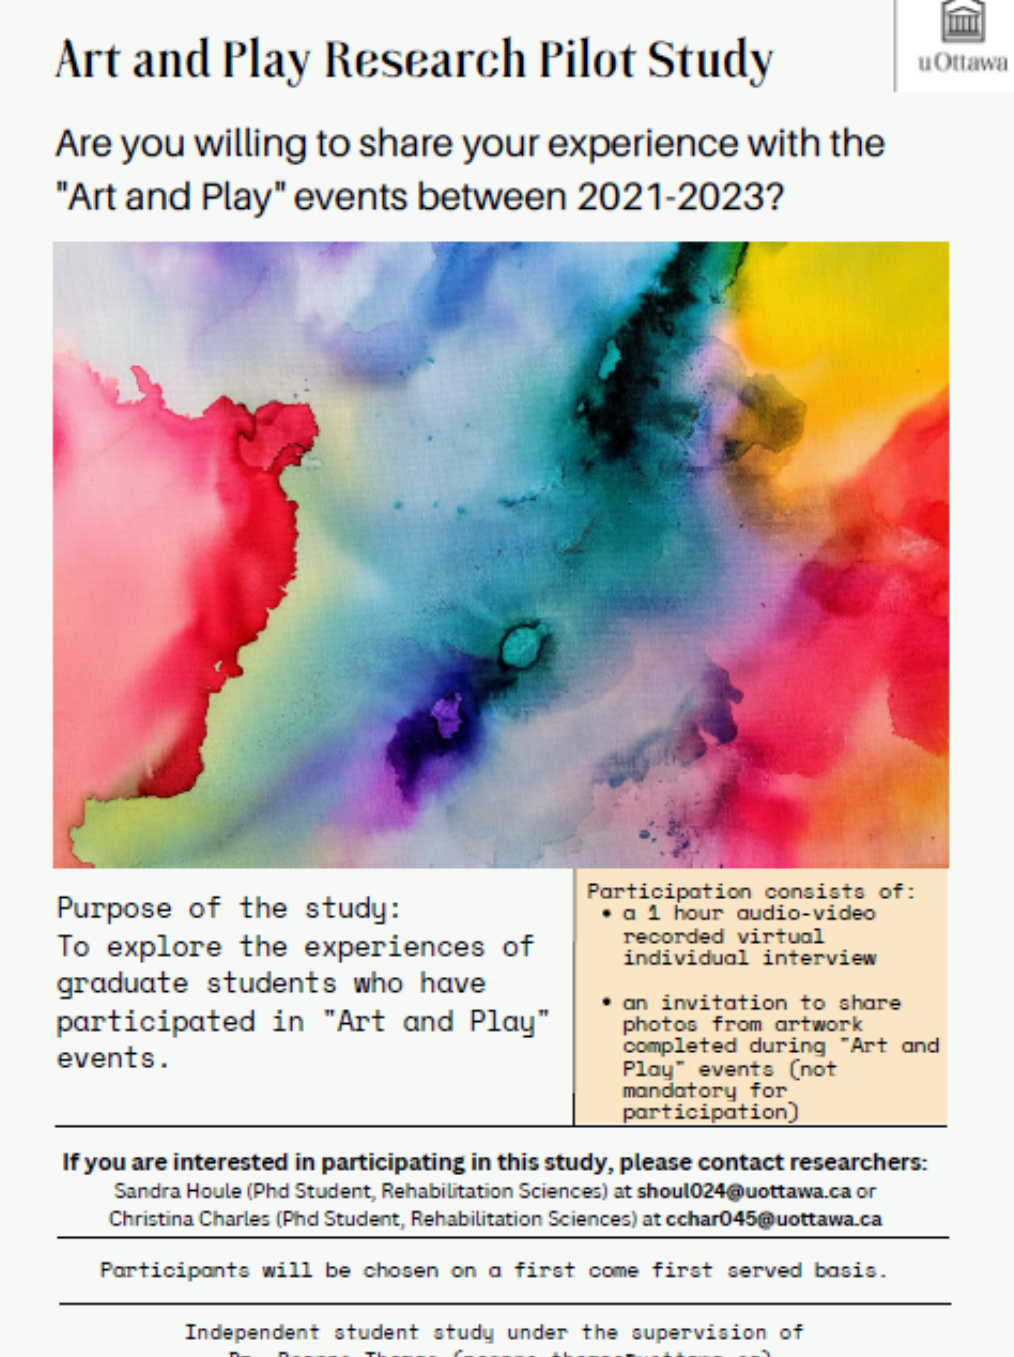 uOttawa
Art and Play Research Pilot Study
Are you willing to share your experience with the
"Art and Play" events between 2021-2023?
Purpose of the study:
To explore the experiences of
graduate students who have
participated in "Art and Play"
events.
Participation consists of:
• a 1 hour audio-video
recorded virtual
individual interview
• an invitation to share
photos from artwork
completed during "Art and
Play" events (not
mandatory for
participation)
If you are interested in participating in this study, please contact researchers:
Sandra Houle (Phd Student, Rehabilitation Sciences) at shoul024@uottawa.ca or
Christina Charles (Phd Student, Rehabilitation Sciences) at cchar045@uottawa.ca
Participants will be chosen on a first come first served basis.
Independent student study under the supervision of